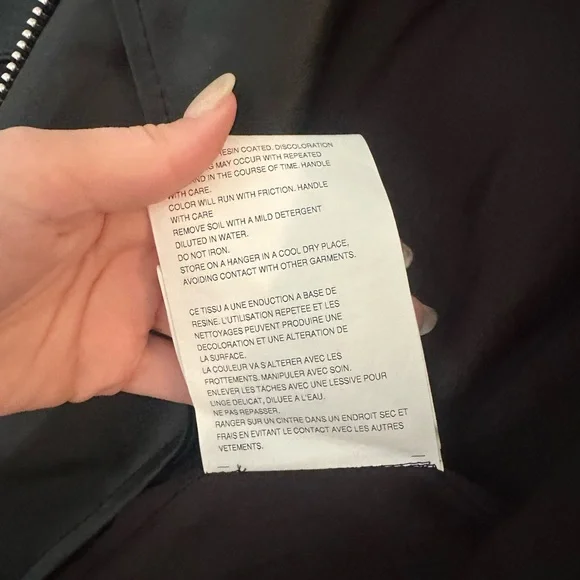 RESIN COATED. DISCOLORATION
MAY OCCUR WITH REPEATED
AND IN THE COURSE OF TIME. HANDLE
WITH CARE.
COLOR WILL RUN WITH FRICTION. HANDLE
WITH CARE
REMOVE SOIL WITH A MILD DETERGENT
DILUTED IN WATER.
DO NOT IRON.
STORE ON A HANGER IN A COOL DRY PLACE,
AVOIDING CONTACT WITH OTHER GARMENTS.
CE TISSU A UNE ENDUCTION A BASE DE
RESINE. L'UTILISATION REPETEE ET LES
NETTOYAGES PEUVENT PRODUIRE UNE
DECOLORATION ET UNE ALTERATION DE
LA SURFACE.
LA COULEUR VA S'ALTERER AVEC LES
FROTTEMENTS. MANIPULER AVEC SOIN.
ENLEVER LES TACHES AVEC UNE LESSIVE POUR
LINGE DELICAT, DILUEE A L'EAU.
NE PAS REPASSER.
RANGER SUR UN CINTRE DANS UN ENDROIT SEC ET
FRAIS EN EVITANT LE CONTACT AVEC LES AUTRES
VETEMENTS.